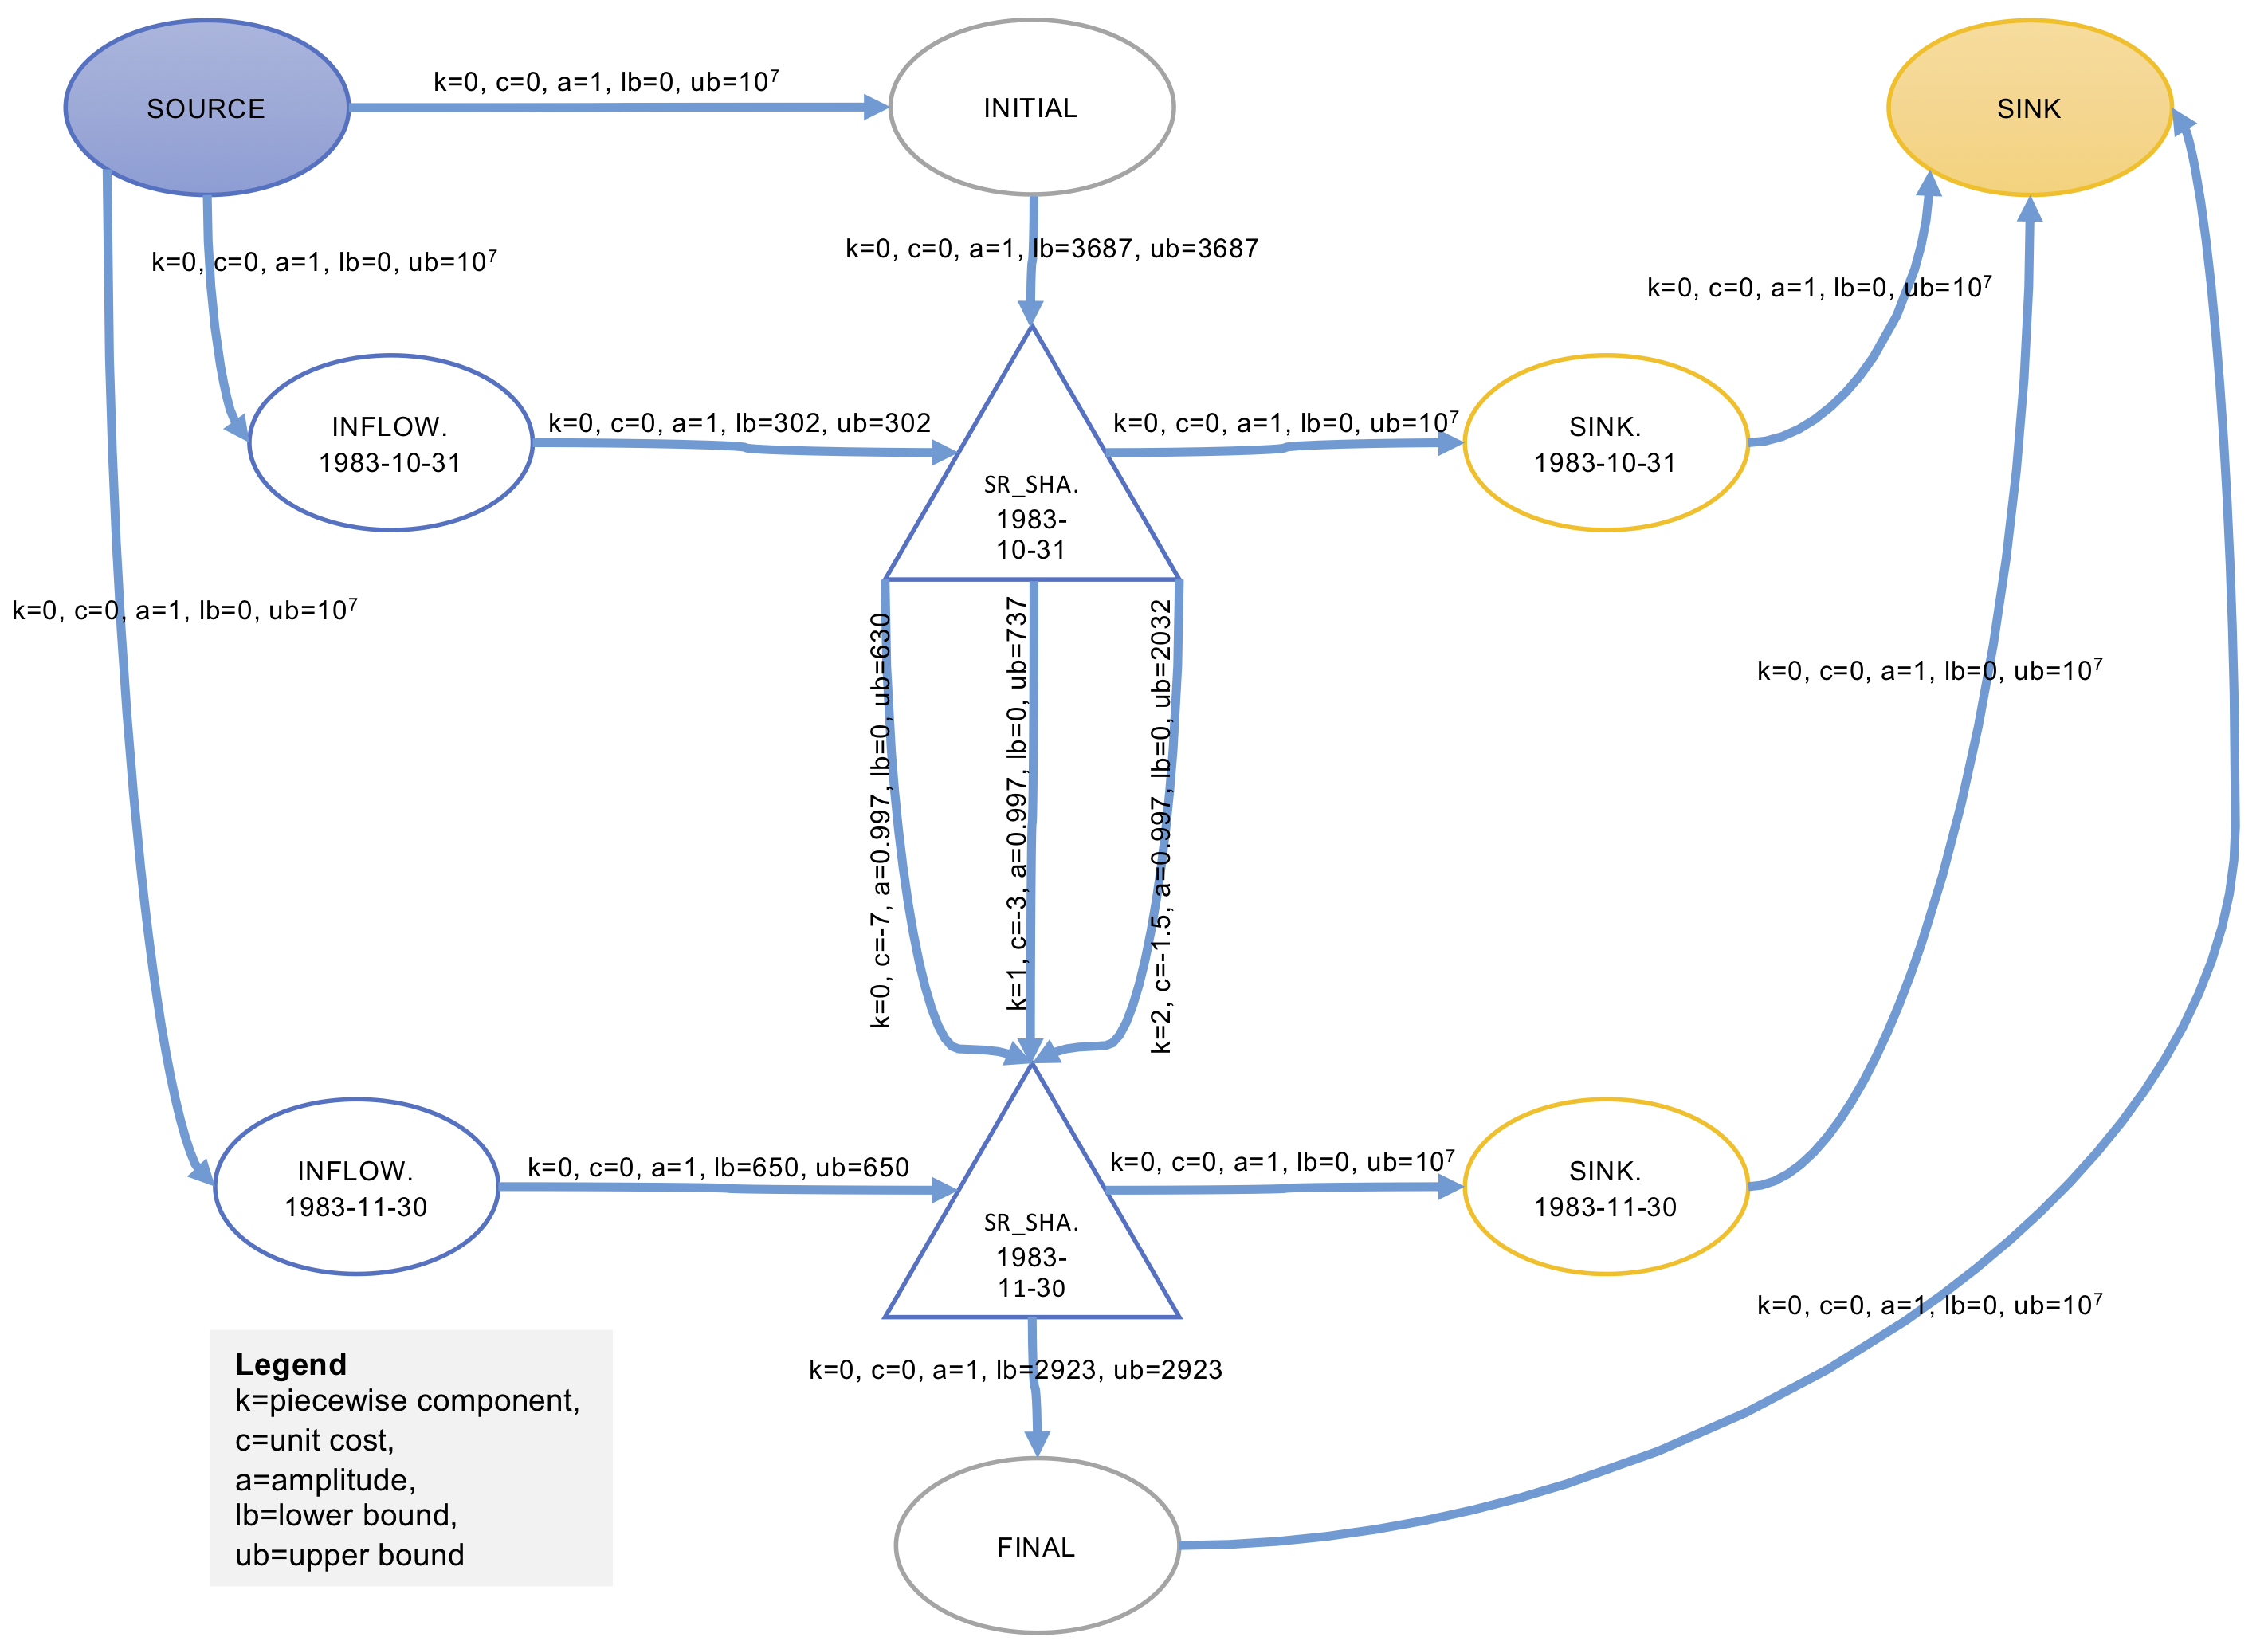 SOURCE
k=0, c=0, a=1, lb=0, ub=10⁷
INITIAL
SINK
k=0, c=0, a=1, lb=0, ub=10⁷
k=0, c=0, a=1, lb=3687, ub=3687
k=0, c=0, a=1, lb=0, ub=10⁷
INFLOW.
1983-10-31
k=0, c=0, a=1, lb=302, ub=302
SR_SHA.
1983-
10-31
k=0, c=0, a=1, lb=0, ub=10⁷
SINK.
1983-10-31
k=0, c=0, a=1, lb=0, ub=10⁷
k=0, c=-7, a=0.997, lb=0, ub=630
k=1, c=-3, a=0.997, lb=0, ub=737
k=2, c=-1.5, a=0.997, lb=0, ub=2032
k=0, c=0, a=1, lb=0, ub=10⁷
INFLOW.
1983-11-30
k=0, c=0, a=1, lb=650, ub=650
SR_SHA.
1983-
11-30
k=0, c=0, a=1, lb=0, ub=10⁷
SINK.
1983-11-30
k=0, c=0, a=1, lb=0, ub=10⁷
k=0, c=0, a=1, lb=2923, ub=2923
FINAL
Legend
k=piecewise component,
c=unit cost,
a=amplitude,
lb=lower bound,
ub=upper bound